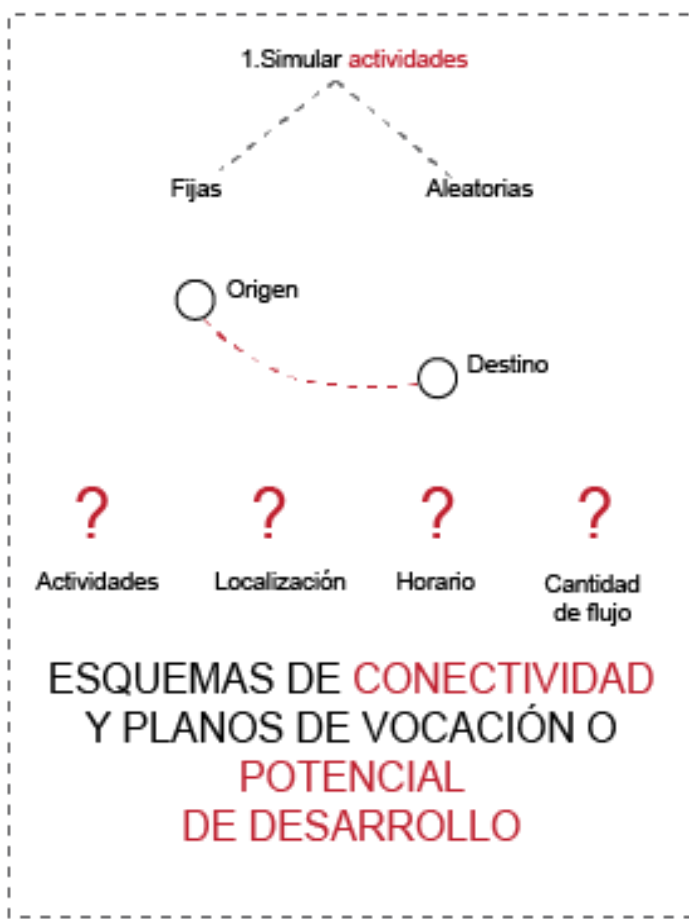 1.Simular actividades
Fijas
Aleatorias
Origen
Destino
? ? ? ?
Actividades
Localización
Horario
Cantidad
de flujo
ESQUEMAS DE CONECTIVIDAD
Y PLANOS DE VOCACIÓN O
POTENCIAL
DE DESARROLLO